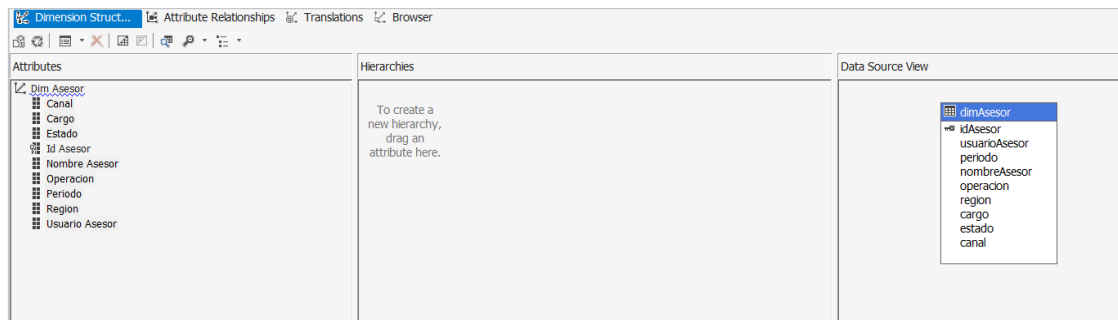 Dimension Struct... Attribute Relationships Translations Browser
Attributes
Hierarchies
Data Source View
Dim Asesor
Canal
Cargo
Estado
Id Asesor
Nombre Asesor
Operacion
Periodo
Region
Usuario Asesor
To create a
new hierarchy,
drag an
attribute here.
dimAsesor
idAsesor
usuarioAsesor
periodo
nombreAsesor
operacion
region
cargo
estado
canal